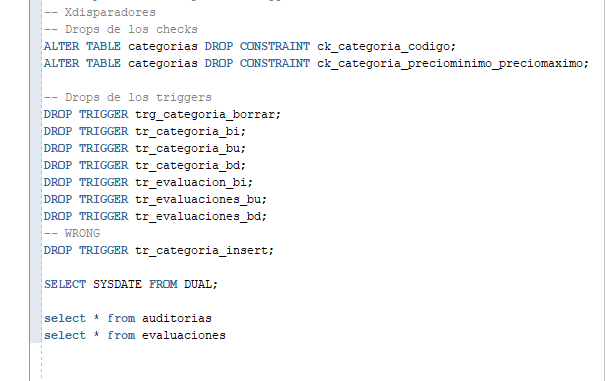 -- Xdisparadores
-- Drops de los checks
ALTER TABLE categorias DROP CONSTRAINT ck_categoria_codigo;
ALTER TABLE categorias DROP CONSTRAINT ck_categoria_preciominimo_preciomaximo;
-- Drops de los triggers
DROP TRIGGER trg_categoria_borrar;
DROP TRIGGER tr_categoria_bi;
DROP TRIGGER tr_categoria_bu;
DROP TRIGGER tr_categoria_bd;
DROP TRIGGER tr_evaluacion_bi;
DROP TRIGGER tr_evaluaciones_bu;
DROP TRIGGER tr_evaluaciones_bd;
-- WRONG
DROP TRIGGER tr_categoria_insert;
SELECT SYSDATE FROM DUAL;
select * from auditorias
select * from evaluaciones